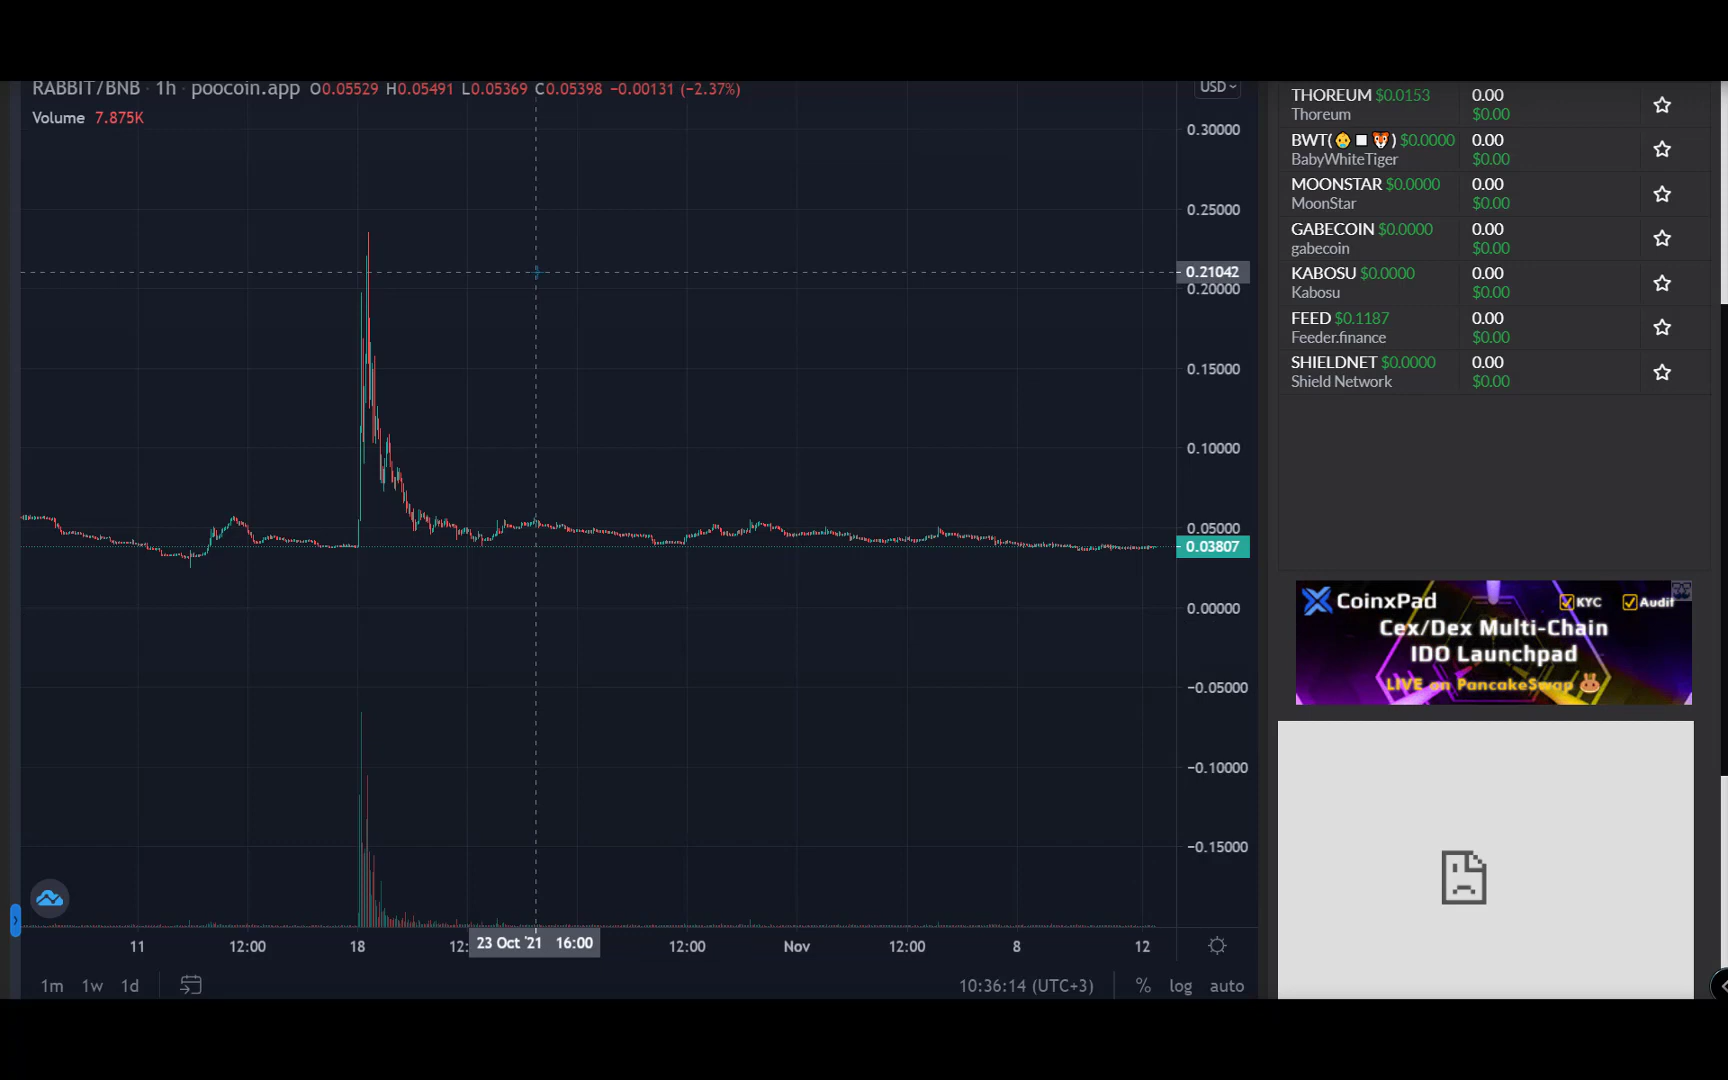 RABBIT/BNB · 1h · poocoin.app O0.05529 H0.05491 L0.05369 C0.05398 −0.00131 (−2.37%)
Volume 7.875K
USD
0.30000
0.25000
0.21042
0.20000
0.15000
0.10000
0.05000
0.03807
0.00000
−0.05000
−0.10000
−0.15000
11 12:00 18 12: 23 Oct '21 16:00 12:00 Nov 12:00 8 12
1m 1w 1d 10:36:14 (UTC+3) % log auto
THOREUM $0.0153 0.00
Thoreum $0.00
BWT(👶◻🐯) $0.0000 0.00
BabyWhiteTiger $0.00
MOONSTAR $0.0000 0.00
MoonStar $0.00
GABECOIN $0.0000 0.00
gabecoin $0.00
KABOSU $0.0000 0.00
Kabosu $0.00
FEED $0.1187 0.00
Feeder.finance $0.00
SHIELDNET $0.0000 0.00
Shield Network $0.00
CoinxPad KYC Audit
Cex/Dex Multi-Chain
IDO Launchpad
LIVE on PancakeSwap